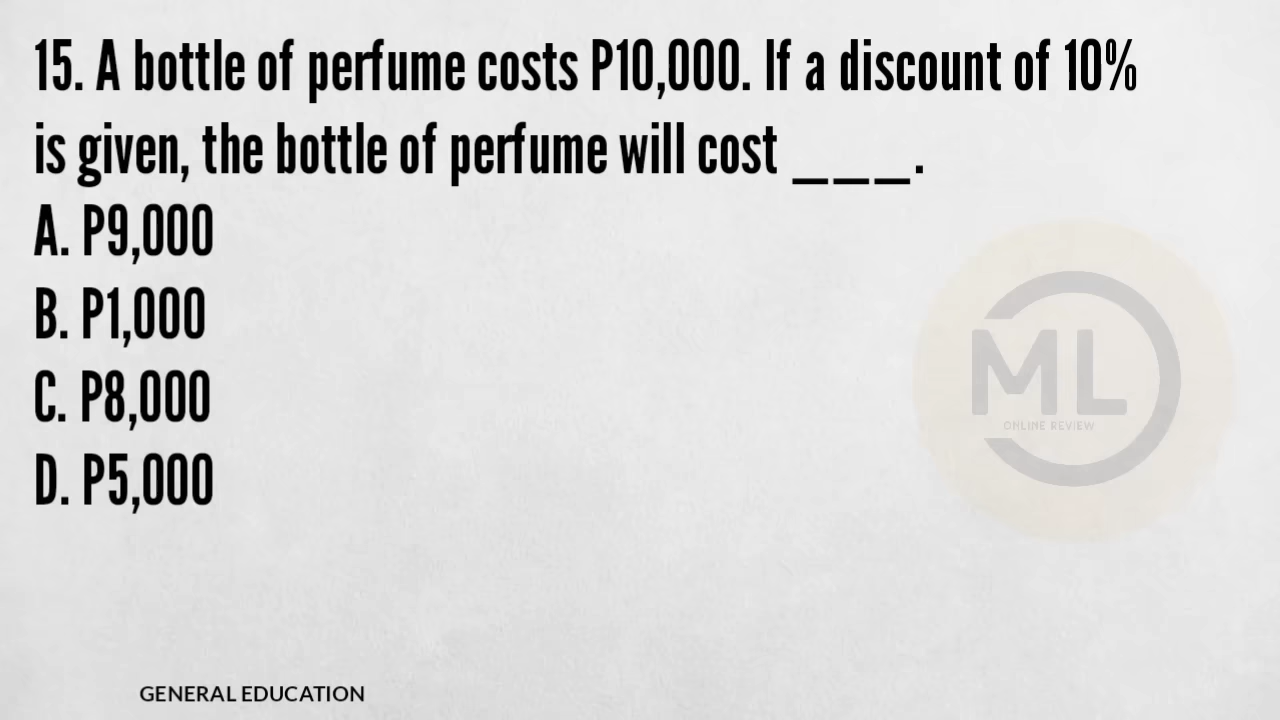 15. A bottle of perfume costs P10,000. If a discount of 10%
is given, the bottle of perfume will cost ___.
A. P9,000
B. P1,000
C. P8,000
D. P5,000
ML
ONLINE REVIEW
GENERAL EDUCATION